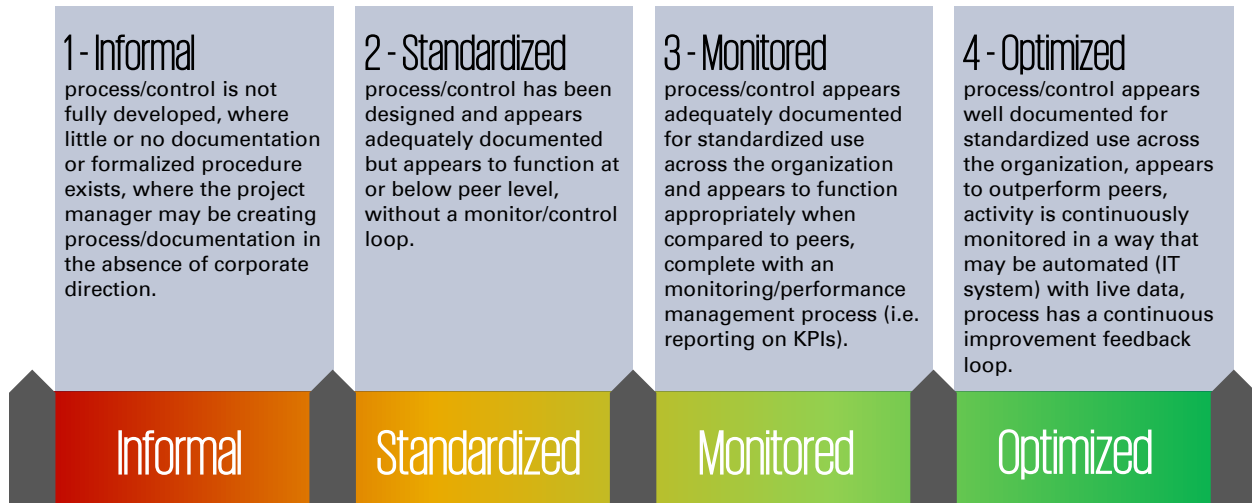 1 - Informal
process/control is not
fully developed, where
little or no documentation
or formalized procedure
exists, where the project
manager may be creating
process/documentation in
the absence of corporate
direction.
2 - Standardized
process/control has been
designed and appears
adequately documented
but appears to function at
or below peer level,
without a monitor/control
loop.
3 - Monitored
process/control appears
adequately documented
for standardized use
across the organization
and appears to function
appropriately when
compared to peers,
complete with an
monitoring/performance
management process (i.e.
reporting on KPIs).
4 - Optimized
process/control appears
well documented for
standardized use across
the organization, appears
to outperform peers,
activity is continuously
monitored in a way that
may be automated (IT
system) with live data,
process has a continuous
improvement feedback
loop.
Informal
Standardized
Monitored
Optimized